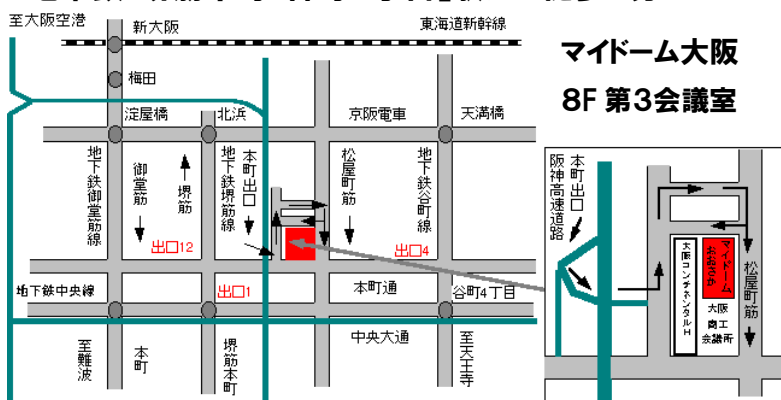 至大阪空港
新大阪
東海道新幹線
マイドーム大阪
8F 第3会議室
梅田
淀屋橋
北浜
京阪電車
天満橋
地下鉄御堂筋線
御堂筋
堺筋
地下鉄堺筋線
本町出口
松屋町筋
地下鉄谷町線
出口12
出口4
地下鉄中央線
出口1
本町通
谷町4丁目
中央大通
至難波
本町
堺筋本町
至天王寺
本町出口
阪神高速道路
大阪コンチネンタルH
マイドーム
おおさか
大阪
商工
会議所
松屋町筋